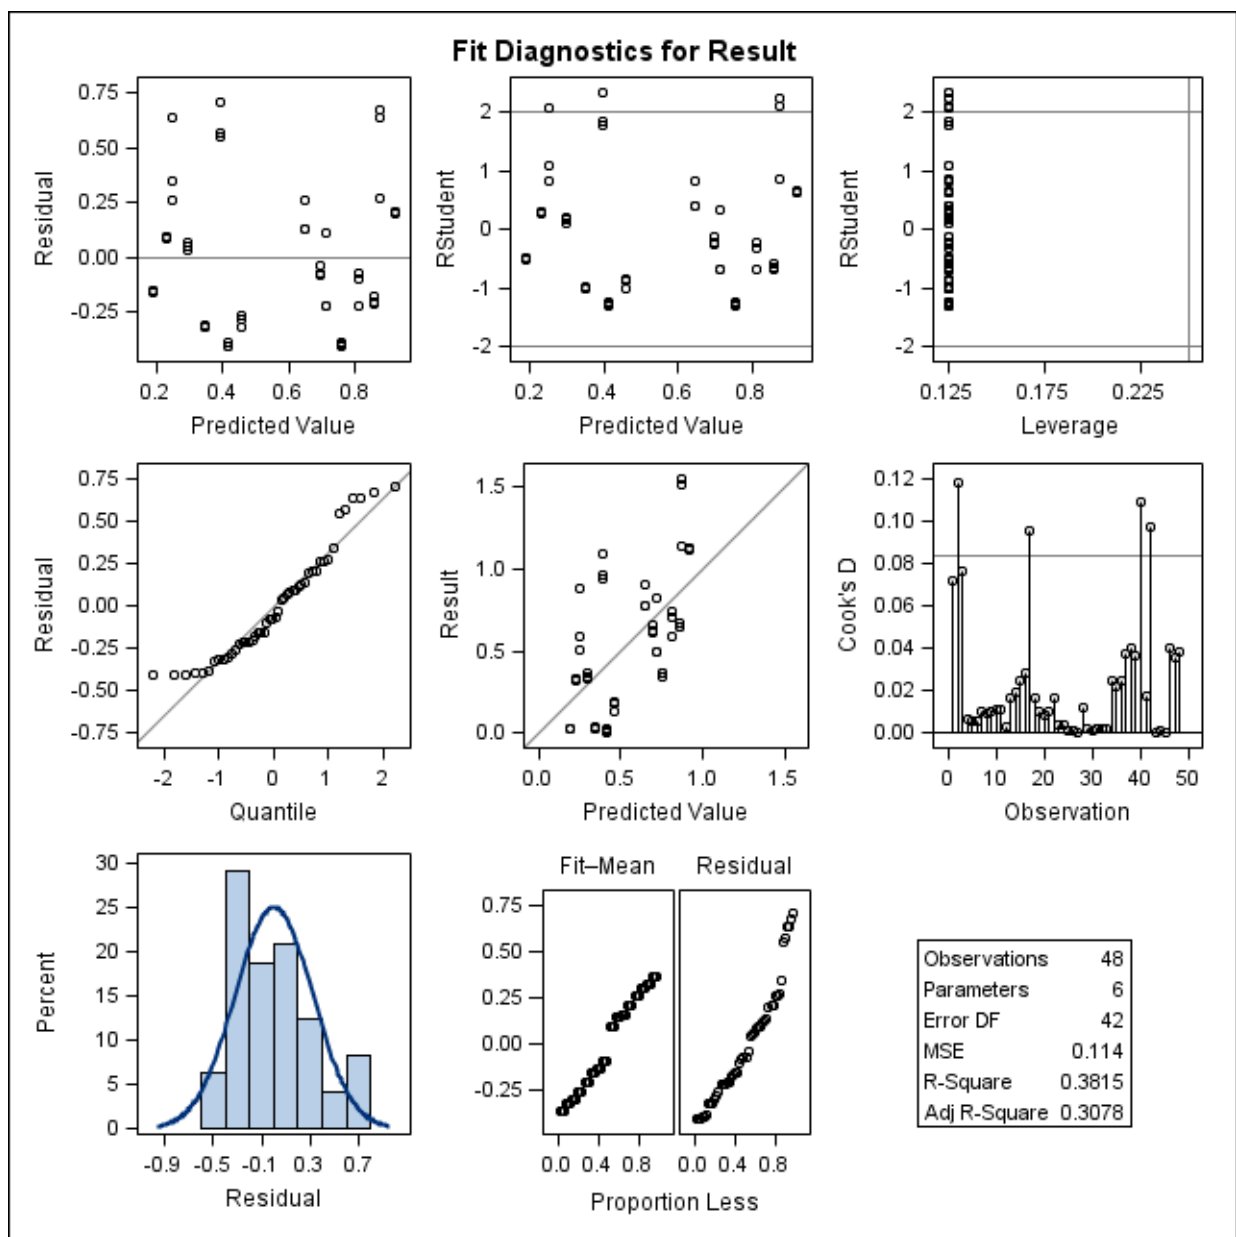 Fit Diagnostics for Result
0.75
0.50
0.25
0.00
-0.25
Residual
0.2 0.4 0.6 0.8
Predicted Value
2
1
0
-1
-2
RStudent
0.2 0.4 0.6 0.8
Predicted Value
2
1
0
-1
-2
RStudent
0.125 0.175 0.225
Leverage
0.75
0.50
0.25
0.00
-0.25
-0.50
-0.75
Residual
-2 -1 0 1 2
Quantile
1.5
1.0
0.5
0.0
Result
0.0 0.5 1.0 1.5
Predicted Value
0.12
0.10
0.08
0.06
0.04
0.02
0.00
Cook's D
0 10 20 30 40 50
Observation
30
25
20
15
10
5
0
Percent
-0.9 -0.5 -0.1 0.3 0.7
Residual
Fit–Mean Residual
0.75
0.50
0.25
0.00
-0.25
0.0 0.4 0.8 0.0 0.4 0.8
Proportion Less
Observations 48
Parameters 6
Error DF 42
MSE 0.114
R-Square 0.3815
Adj R-Square 0.3078